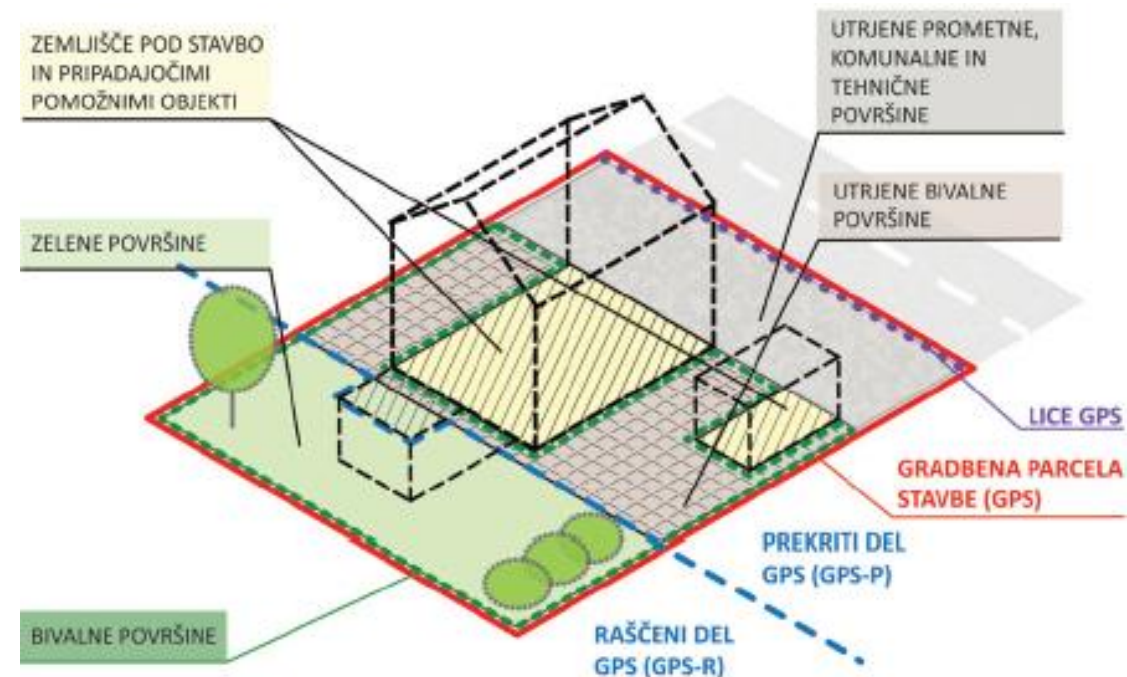 ZEMLJIŠČE POD STAVBO
IN PRIPADAJOČIMI
POMOŽNIMI OBJEKTI
UTRJENE PROMETNE,
KOMUNALNE IN
TEHNIČNE
POVRŠINE
UTRJENE BIVALNE
POVRŠINE
ZELENE POVRŠINE
LICE GPS
GRADBENA PARCELA
STAVBE (GPS)
PREKRITI DEL
GPS (GPS-P)
RAŠČENI DEL
GPS (GPS-R)
BIVALNE POVRŠINE